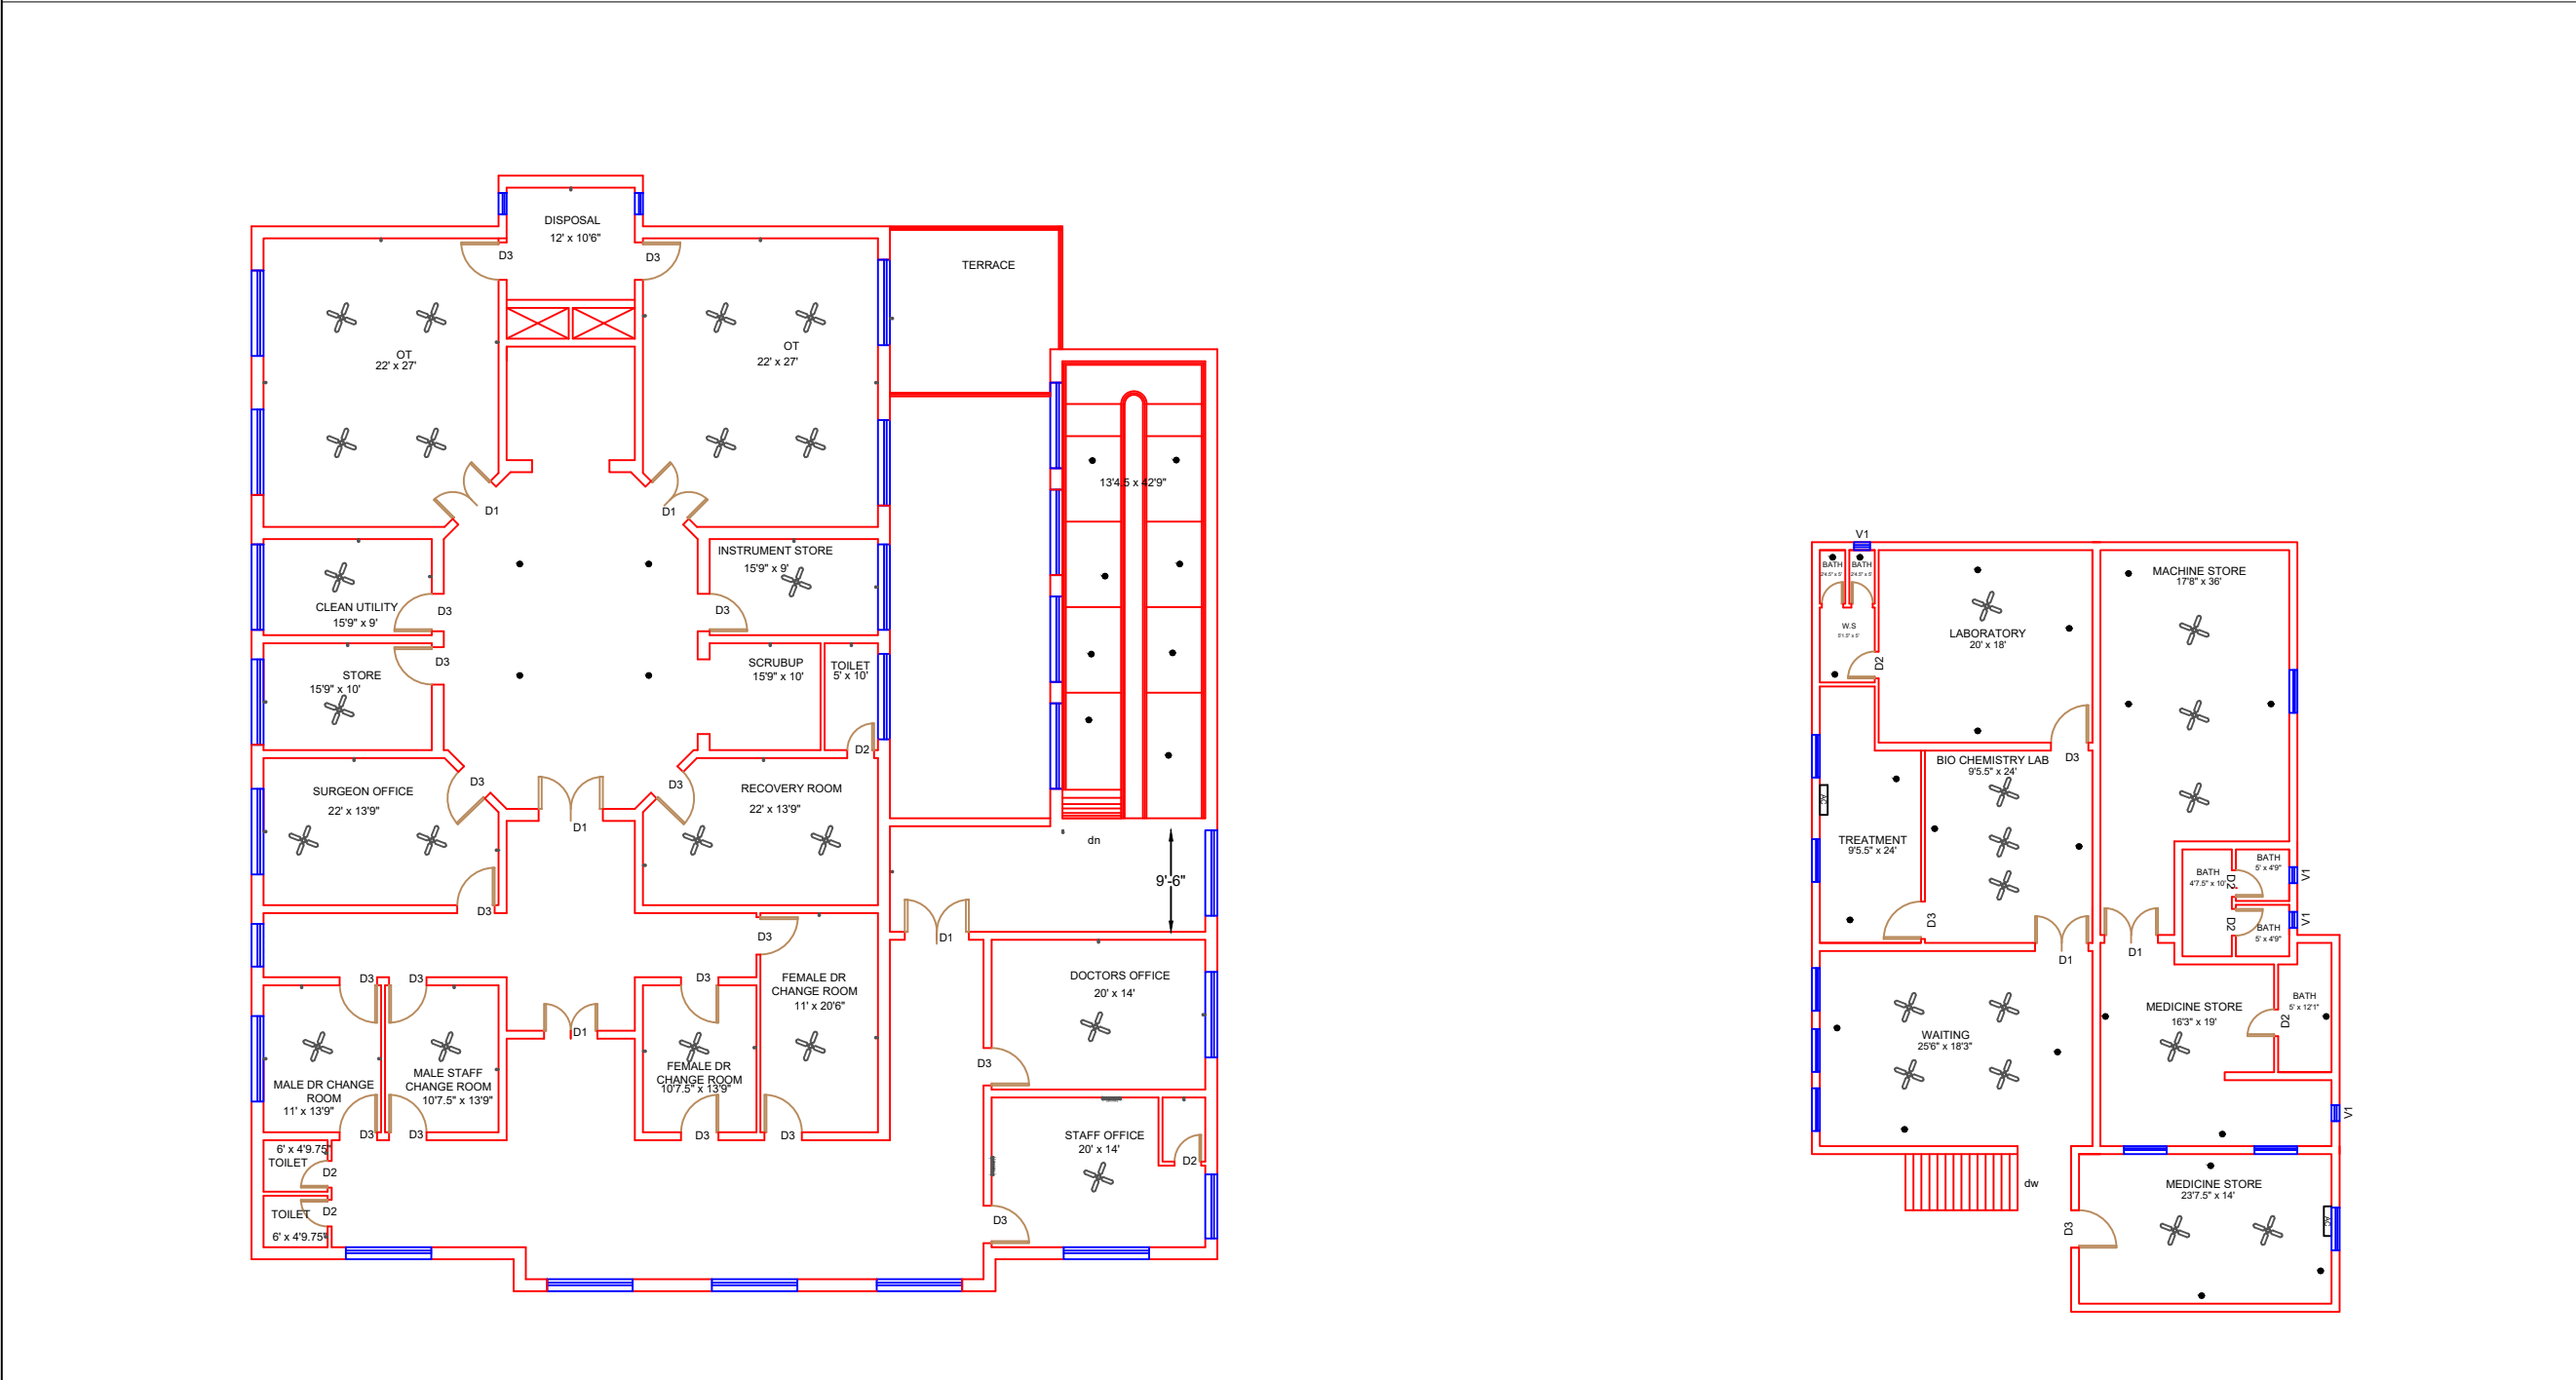 DISPOSAL
12' x 10'6"
D3
D3
TERRACE
OT
22' x 27'
OT
22' x 27'
D1
D1
13'4.5 x 42'9"
INSTRUMENT STORE
15'9" x 9'
CLEAN UTILITY
15'9" x 9'
D3
D3
STORE
15'9" x 10'
D3
SCRUBUP
15'9" x 10'
TOILET
5' x 10'
D2
SURGEON OFFICE
22' x 13'9"
D3
D3
RECOVERY ROOM
22' x 13'9"
D1
dn
9'-6"
D3
D1
D3
D3
D3
D3
FEMALE DR
CHANGE ROOM
11' x 20'6"
DOCTORS OFFICE
20' x 14'
D1
D3
MALE DR CHANGE
ROOM
11' x 13'9"
MALE STAFF
CHANGE ROOM
10'7.5" x 13'9"
FEMALE DR
CHANGE ROOM
10'7.5" x 13'9"
D3
D3
D3
D3
STAFF OFFICE
20' x 14'
D2
6' x 4'9.75"
TOILET
D2
TOILET
D2
6' x 4'9.75"
D3
V1
BATH
BATH
W.S
D2
LABORATORY
20' x 18'
MACHINE STORE
17'8" x 36'
D3
BIO CHEMISTRY LAB
9'5.5" x 24'
AC
TREATMENT
9'5.5" x 24'
D3
BATH
4'7.5" x 10'
D2
BATH
5' x 4'9"
V1
D2
BATH
5' x 4'9"
V1
D1
D1
WAITING
25'6" x 18'3"
MEDICINE STORE
16'3" x 19'
D2
BATH
5' x 12'1"
V1
dw
MEDICINE STORE
23'7.5" x 14'
D3
AC